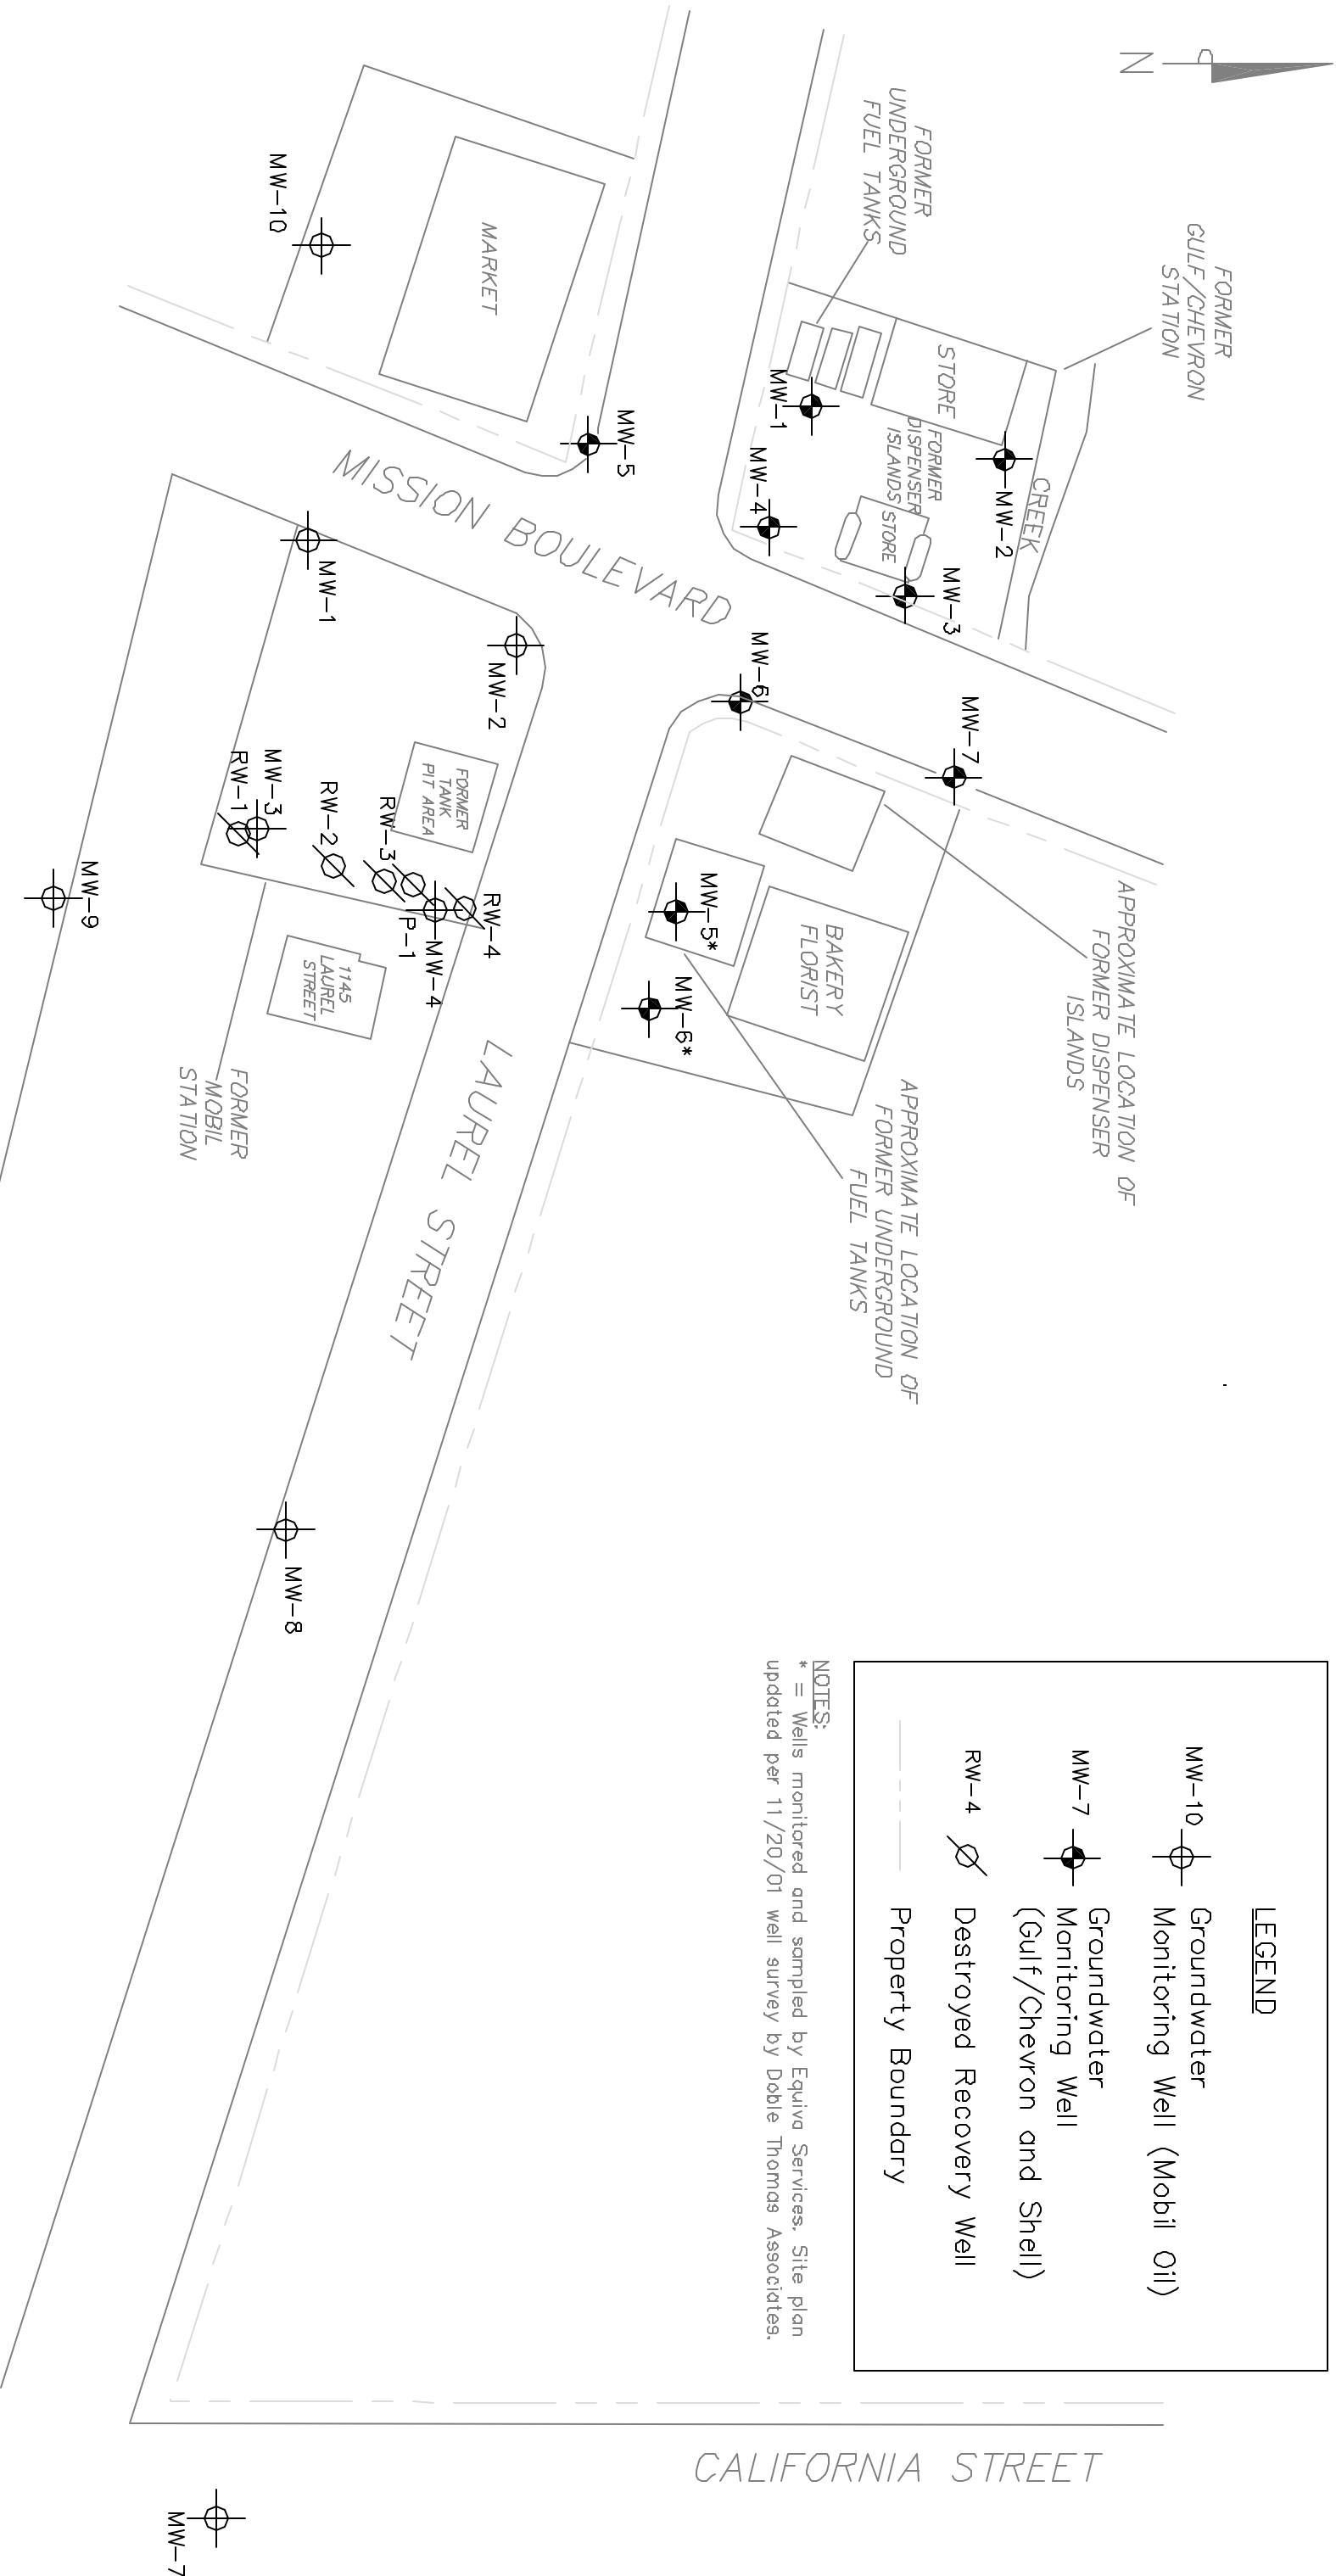 N
FORMER
GULF/CHEVRON
STATION
FORMER
UNDERGROUND
FUEL TANKS
STORE
CREEK
MW-2
MW-1
FORMER
DISPENSER
ISLANDS
STORE
MW-4
MW-3
MARKET
MW-10
MW-5
MISSION BOULEVARD
MW-6
MW-7
APPROXIMATE LOCATION OF
FORMER DISPENSER
ISLANDS
BAKERY
FLORIST
MW-5*
MW-6*
APPROXIMATE LOCATION OF
FORMER UNDERGROUND
FUEL TANKS
MW-1
MW-2
FORMER
TANK
PIT AREA
RW-3
RW-2
MW-3
RW-1
RW-4
MW-4
P-1
1145
LAUREL
STREET
MW-9
FORMER
MOBIL
STATION
LAUREL STREET
MW-8
LEGEND
MW-10
Groundwater
Monitoring Well (Mobil Oil)
MW-7
Groundwater
Monitoring Well
(Gulf/Chevron and Shell)
RW-4
Destroyed Recovery Well
Property Boundary
NOTES:
* = Wells monitored and sampled by Equiva Services. Site plan
updated per 11/20/01 well survey by Doble Thomas Associates.
CALIFORNIA STREET
MW-7